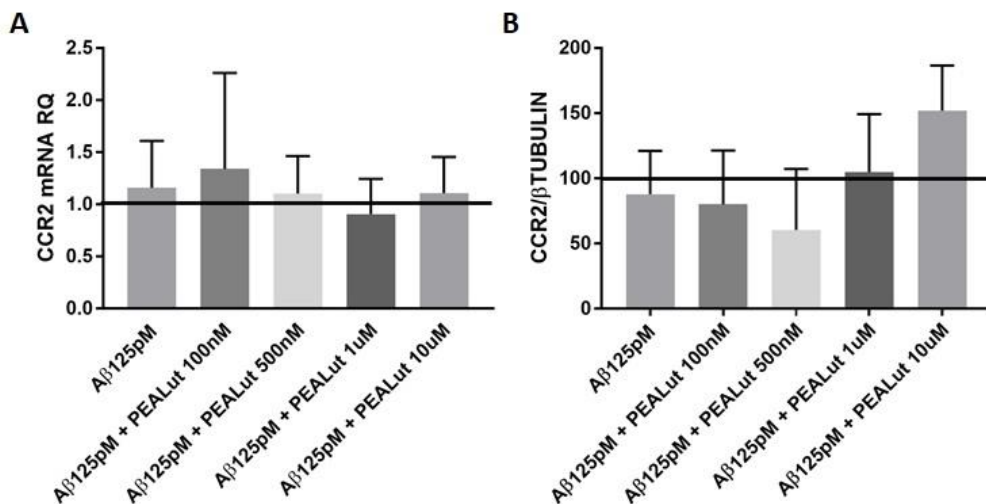 A
CCR2 mRNA RQ
2.5
2.0
1.5
1.0
0.5
0.0
Aβ125pM
Aβ125pM + PEALut 100nM
Aβ125pM + PEALut 500nM
Aβ125pM + PEALut 1uM
Aβ125pM + PEALut 10uM
B
CCR2/βTUBULIN
200
150
100
50
0
Aβ125pM
Aβ125pM + PEALut 100nM
Aβ125pM + PEALut 500nM
Aβ125pM + PEALut 1uM
Aβ125pM + PEALut 10uM